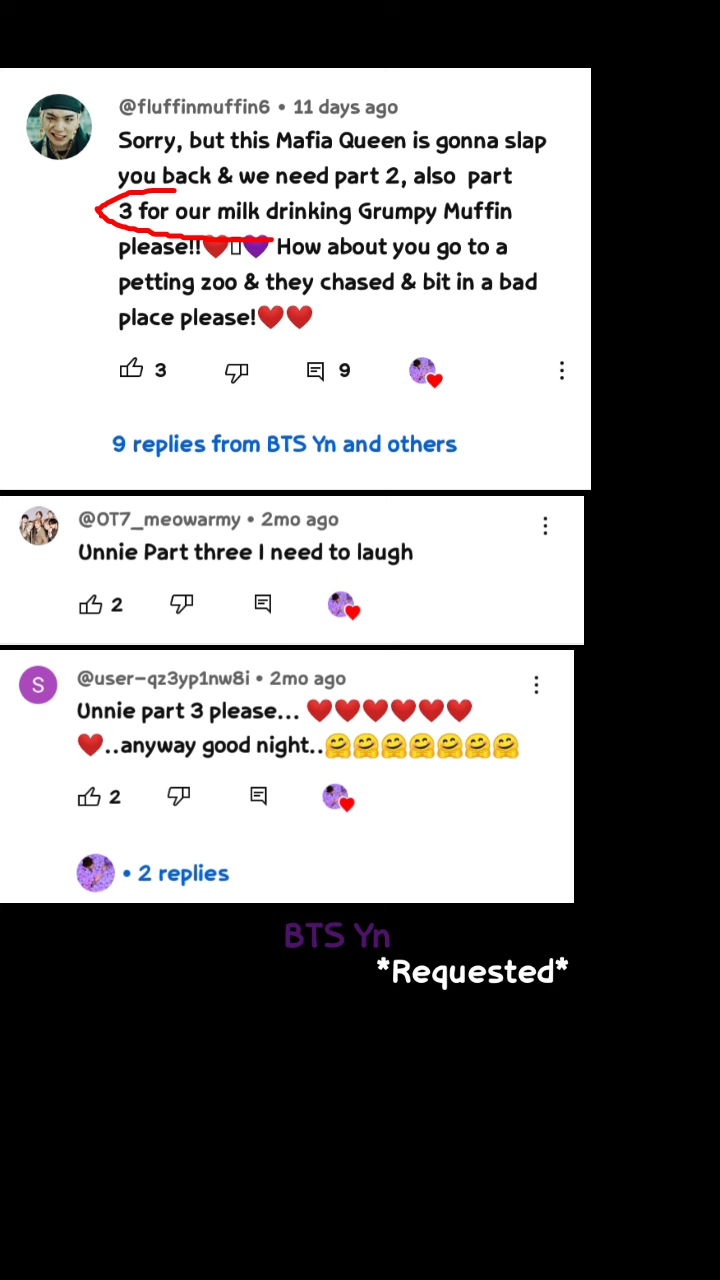 @fluffinmuffin6 • 11 days ago
Sorry, but this Mafia Queen is gonna slap
you back & we need part 2, also part
3 for our milk drinking Grumpy Muffin
please!!❤️▯💜 How about you go to a
petting zoo & they chased & bit in a bad
place please!❤️❤️
3 9
9 replies from BTS Yn and others
@OT7_meowarmy • 2mo ago
Unnie Part three I need to laugh
2
S @user-qz3yp1nw8i • 2mo ago
Unnie part 3 please... ❤️❤️❤️❤️❤️❤️
❤️..anyway good night..🤗🤗🤗🤗🤗🤗🤗
2
• 2 replies
BTS Yn
*Requested*